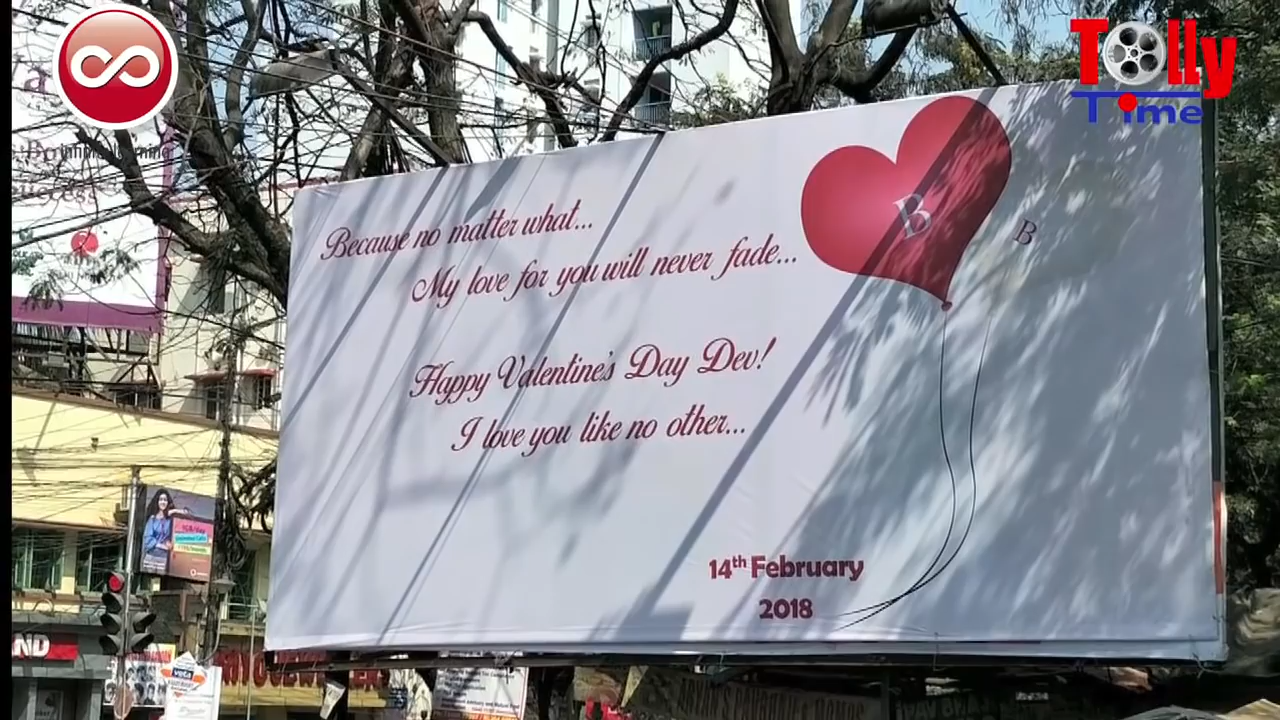 Tolly
Time
Because no matter what...
My love for you will never fade...
B
B
Happy Valentine's Day Dev!
I love you like no other...
14th February
2018
ND